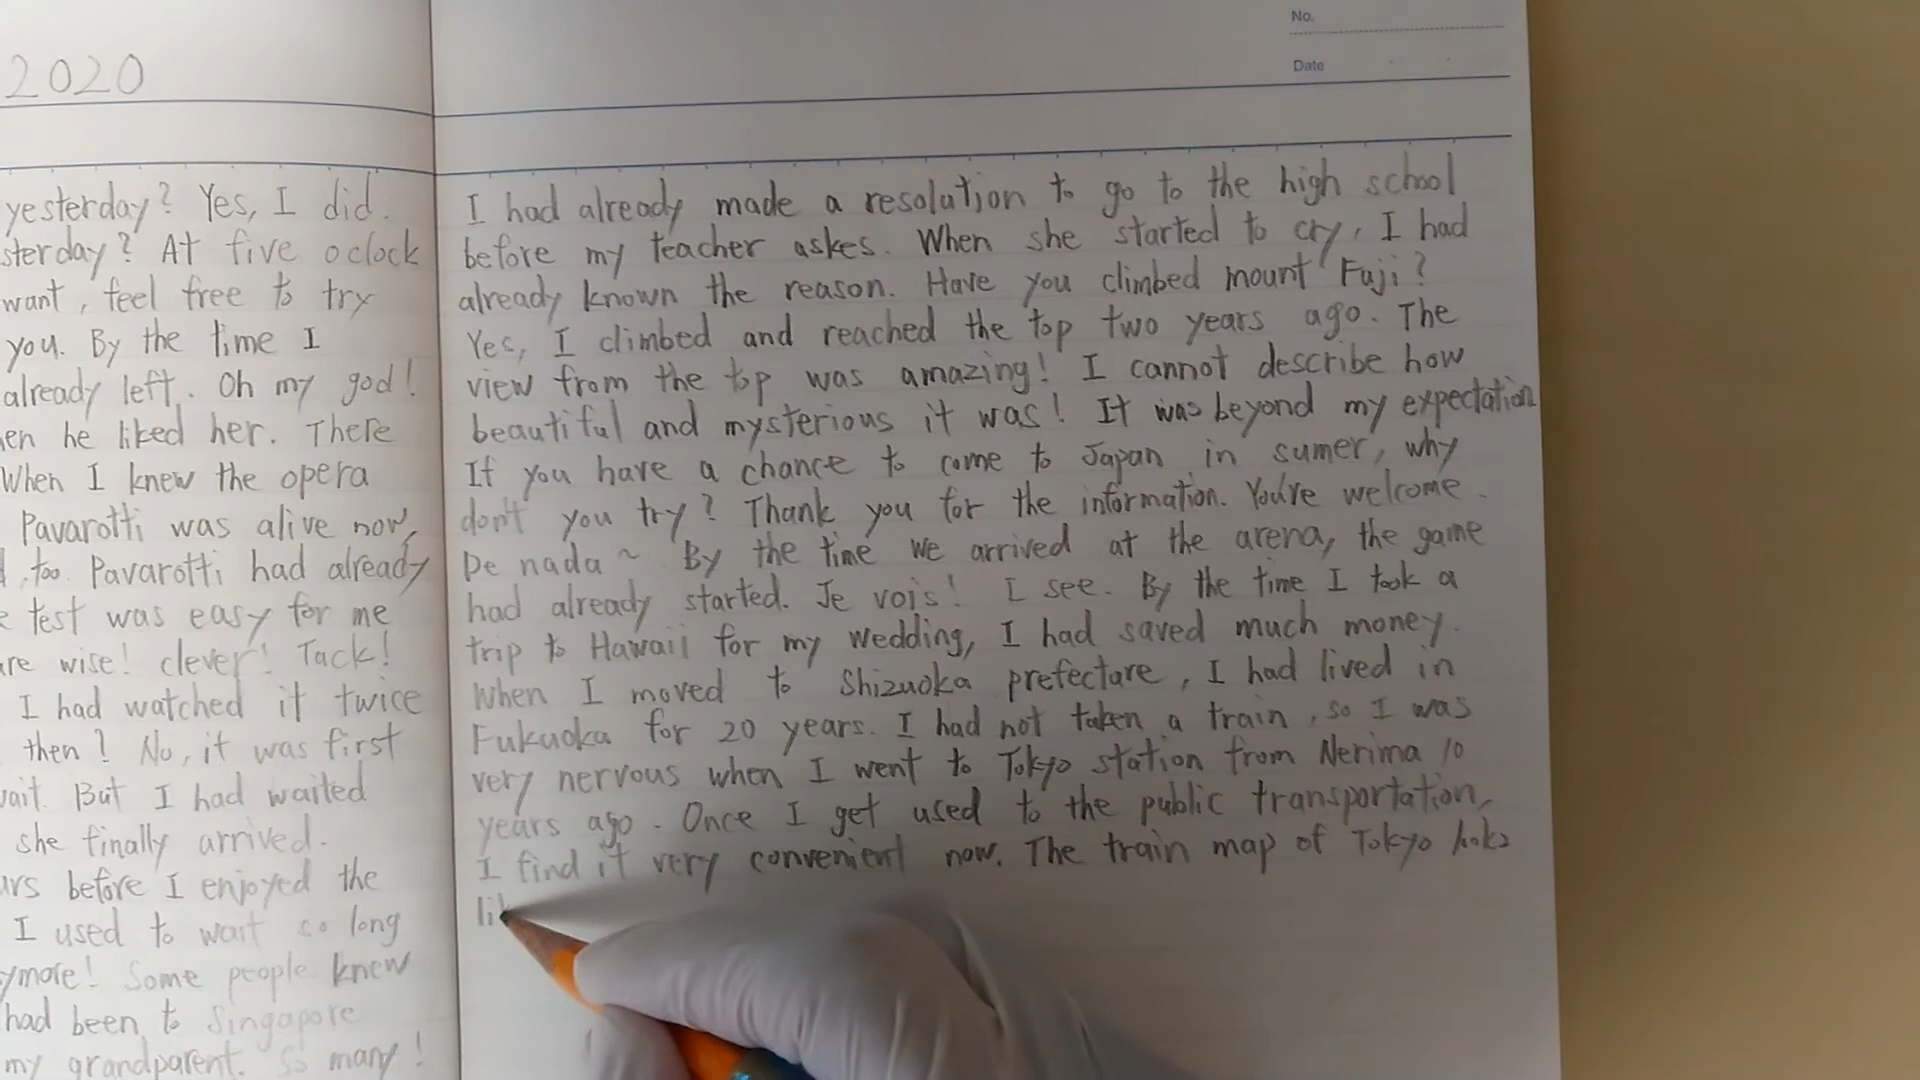 2020
yesterday? Yes, I did.
sterday? At five oclock
want, feel free to try
you. By the time I
already left. Oh my god!
en he liked her. There
When I knew the opera
Pavarotti was alive now,
, too. Pavarotti had already
test was easy for me
re wise! clever! Tack!
I had watched it twice
then? No, it was first
ait. But I had waited
she finally arrived.
ars before I enjoyed the
I used to wait so long
ymore! Some people knew
had been to Singapore
my grandparent. So many!
No.
Date
I had already made a resolution to go to the high school
before my teacher askes. When she started to cry, I had
already known the reason. Have you climbed mount Fuji?
Yes, I climbed and reached the top two years ago. The
view from the top was amazing! I cannot describe how
beautiful and mysterious it was! It was beyond my expectation
If you have a chance to come to Japan in sumer, why
don't you try? Thank you for the information. You're welcome.
De nada ~ By the time we arrived at the arena, the game
had already started. Je vois! I see. By the time I took a
trip to Hawaii for my wedding, I had saved much money.
When I moved to Shizuoka prefecture, I had lived in
Fukuoka for 20 years. I had not taken a train, so I was
very nervous when I went to Tokyo station from Nerima 10
years ago. Once I get used to the public transportation,
I find it very convenient now. The train map of Tokyo looks
lik